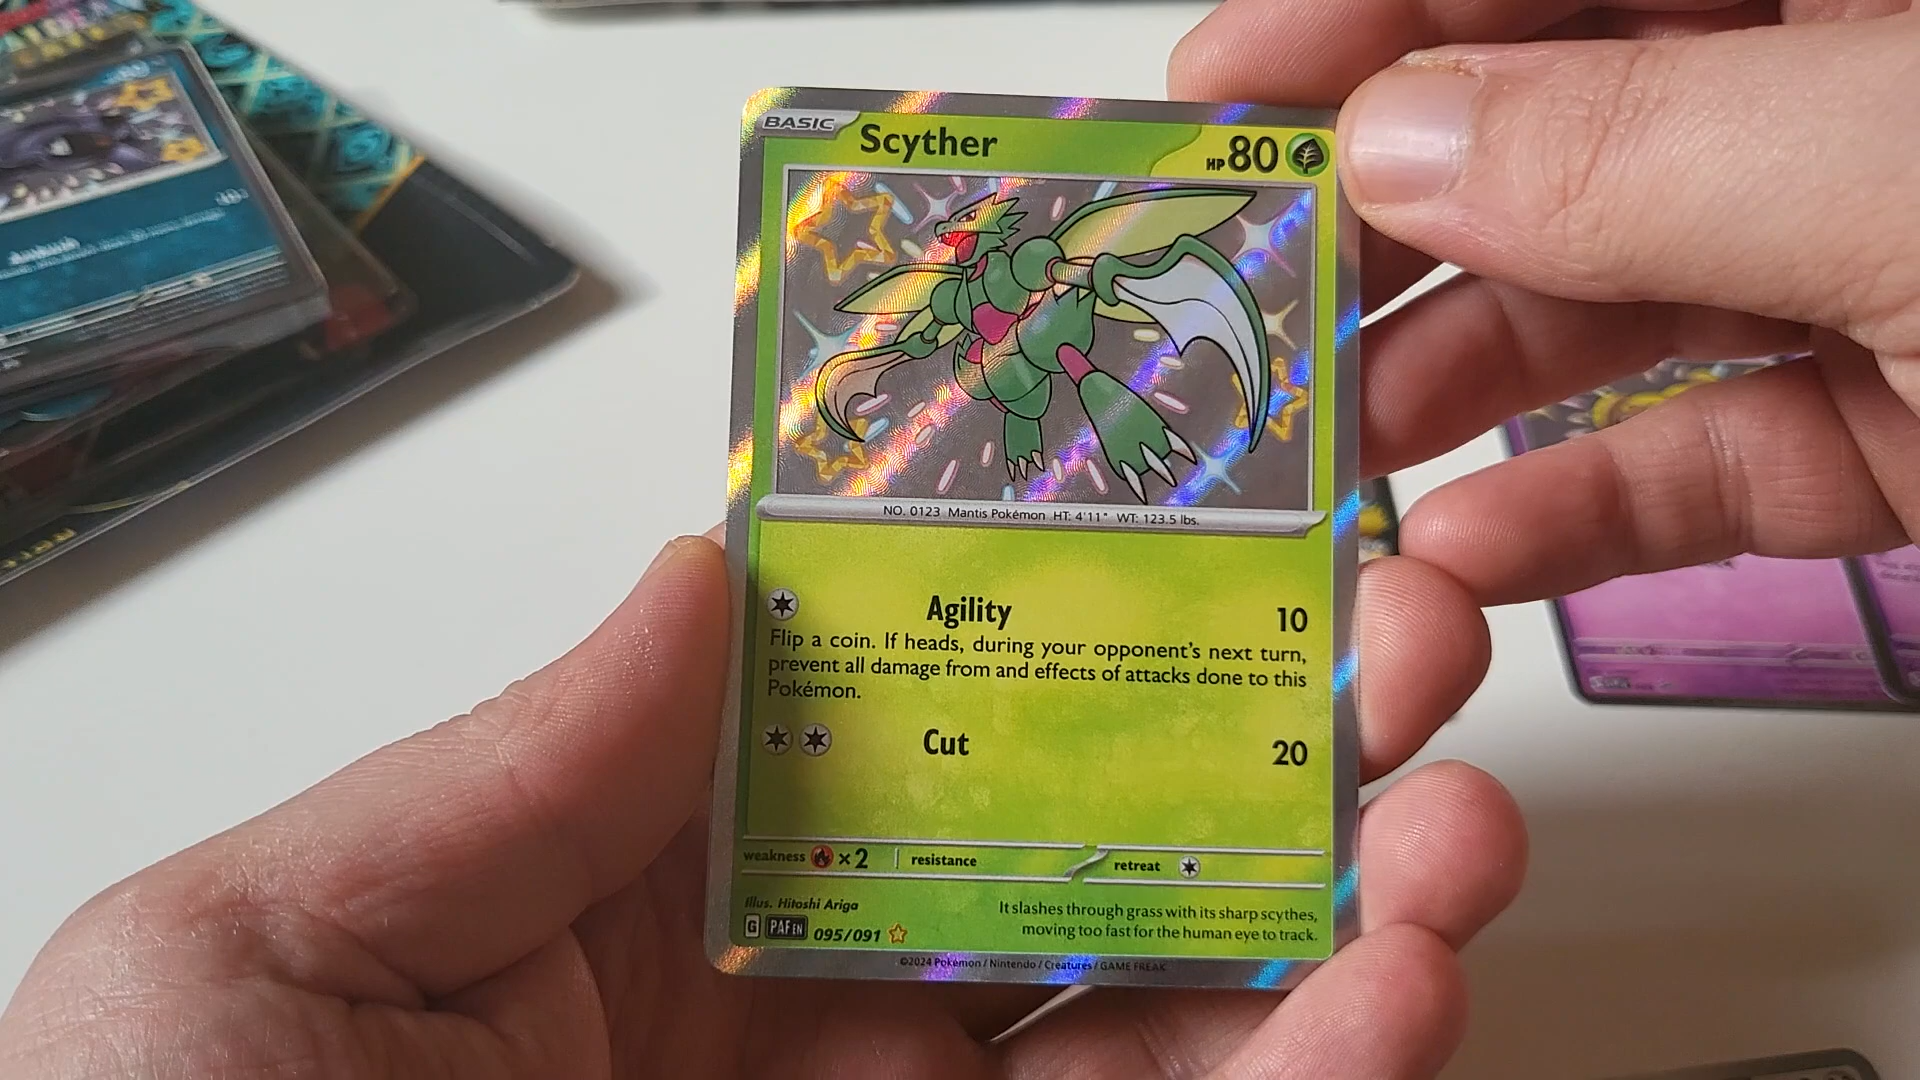 BASIC
Scyther
HP 80
NO. 0123 Mantis Pokémon HT: 4'11" WT: 123.5 lbs.
Agility 10
Flip a coin. If heads, during your opponent's next turn,
prevent all damage from and effects of attacks done to this
Pokémon.
Cut 20
weakness ×2 resistance retreat
Illus. Hitoshi Ariga
It slashes through grass with its sharp scythes,
moving too fast for the human eye to track.
G PAF EN 095/091
©2024 Pokémon / Nintendo / Creatures / GAME FREAK
Ambush